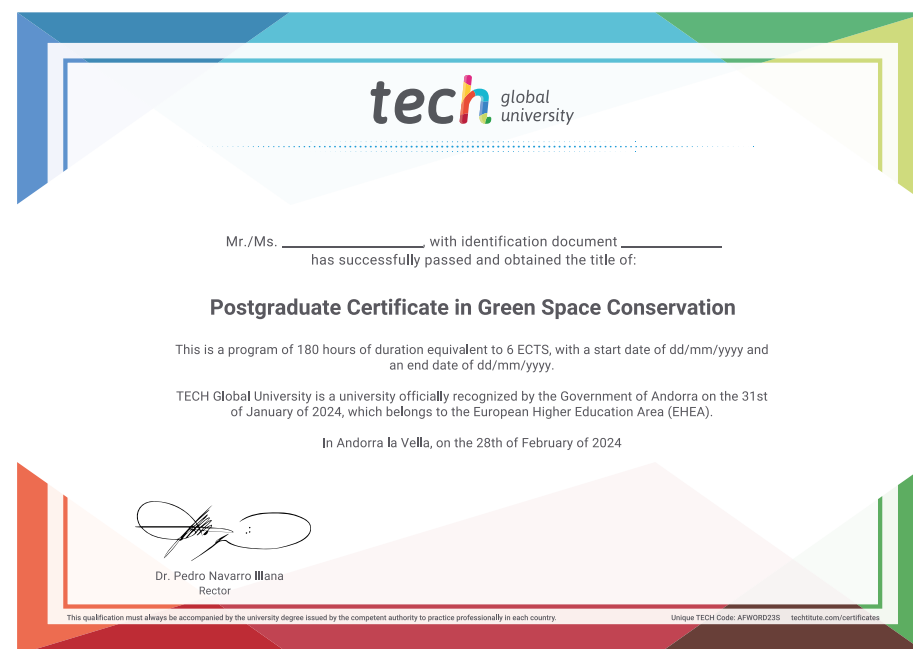 tech global
university
Mr./Ms. ____________, with identification document ____________
has successfully passed and obtained the title of:
Postgraduate Certificate in Green Space Conservation
This is a program of 180 hours of duration equivalent to 6 ECTS, with a start date of dd/mm/yyyy and
an end date of dd/mm/yyyy.
TECH Global University is a university officially recognized by the Government of Andorra on the 31st
of January of 2024, which belongs to the European Higher Education Area (EHEA).
In Andorra la Vella, on the 28th of February of 2024
Dr. Pedro Navarro Illana
Rector
This qualification must always be accompanied by the university degree issued by the competent authority to practice professionally in each country. Unique TECH Code: AFWORD23S techtitute.com/certificates